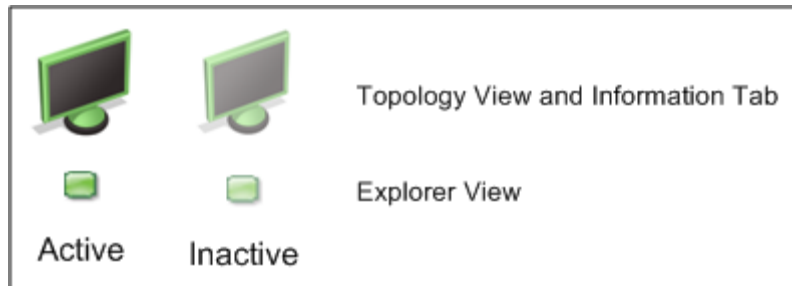 Topology View and Information Tab
Explorer View
Active
Inactive